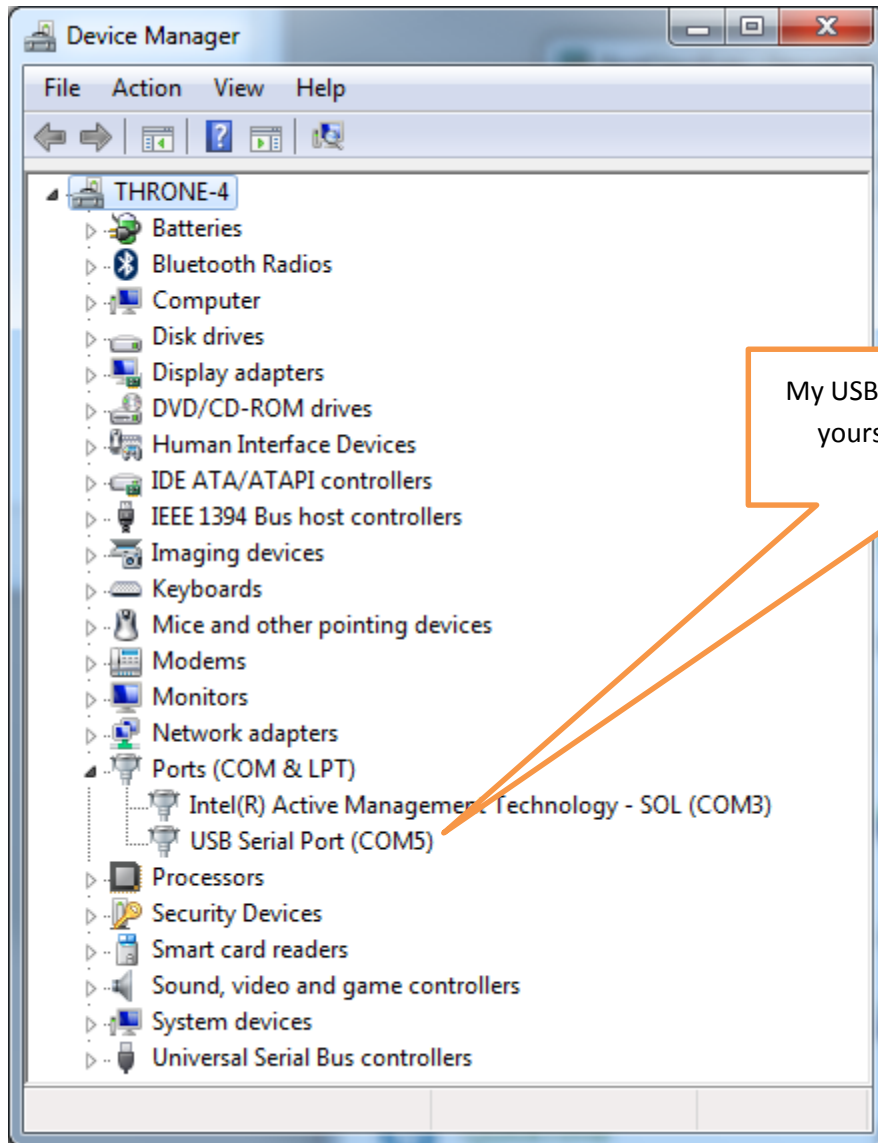 Device Manager
File Action View Help
THRONE-4
Batteries
Bluetooth Radios
Computer
Disk drives
Display adapters
DVD/CD-ROM drives
Human Interface Devices
IDE ATA/ATAPI controllers
IEEE 1394 Bus host controllers
Imaging devices
Keyboards
Mice and other pointing devices
Modems
Monitors
Network adapters
Ports (COM & LPT)
Intel(R) Active Management Technology - SOL (COM3)
USB Serial Port (COM5)
Processors
Security Devices
Smart card readers
Sound, video and game controllers
System devices
Universal Serial Bus controllers
My USB
yours